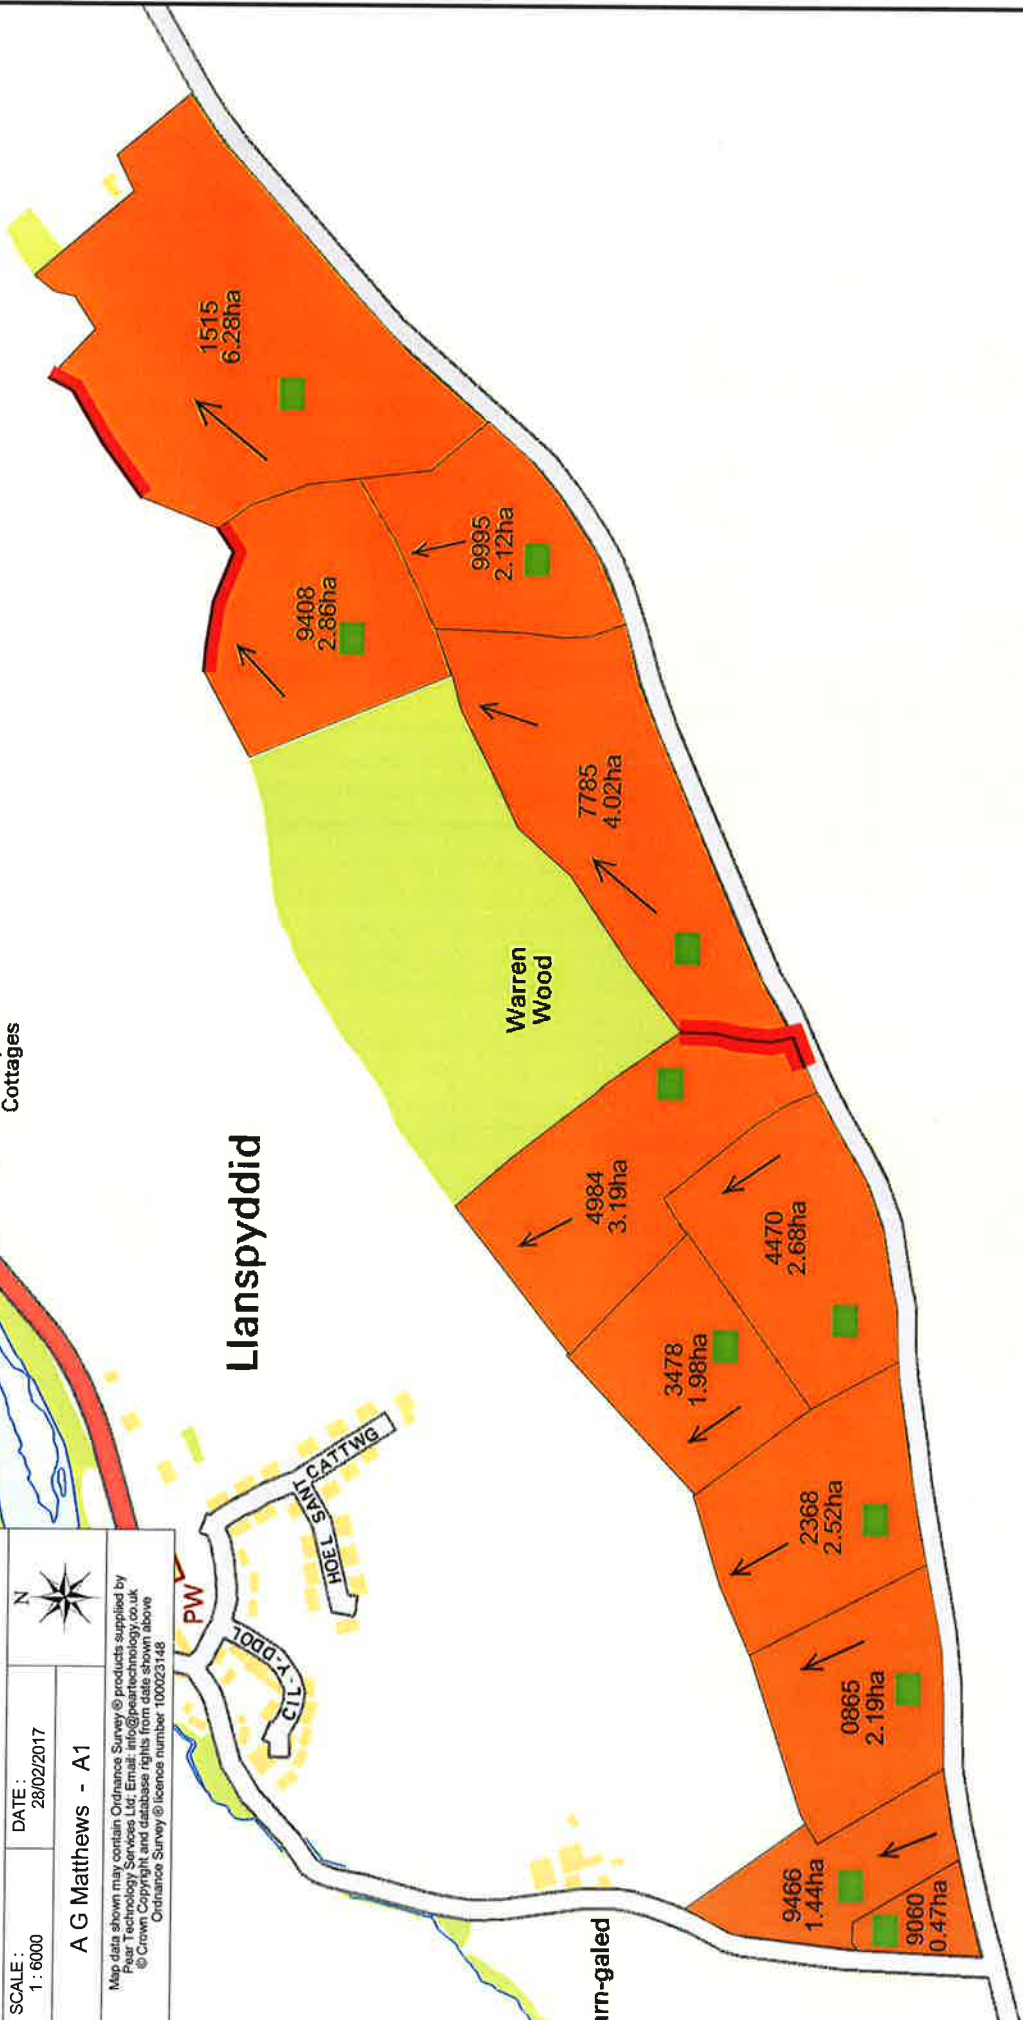 SCALE :
1 : 6000
DATE :
28/02/2017
N
A G Matthews - A1
Map data shown may contain Ordnance Survey ® products supplied by
Pear Technology Services Ltd; Email: info@peartechnology.co.uk
© Crown Copyright and database rights from date shown above
Ordnance Survey ® licence number 100023148
Cottages
Llanspyddid
PW
CIL-Y-DDOL
HOEL SANT
CATTWG
arn-galed
Warren
Wood
9466
1.44ha
9060
0.47ha
0865
2.19ha
2368
2.52ha
3478
1.98ha
4470
2.68ha
4984
3.19ha
7785
4.02ha
9408
2.86ha
9995
2.12ha
1515
6.28ha